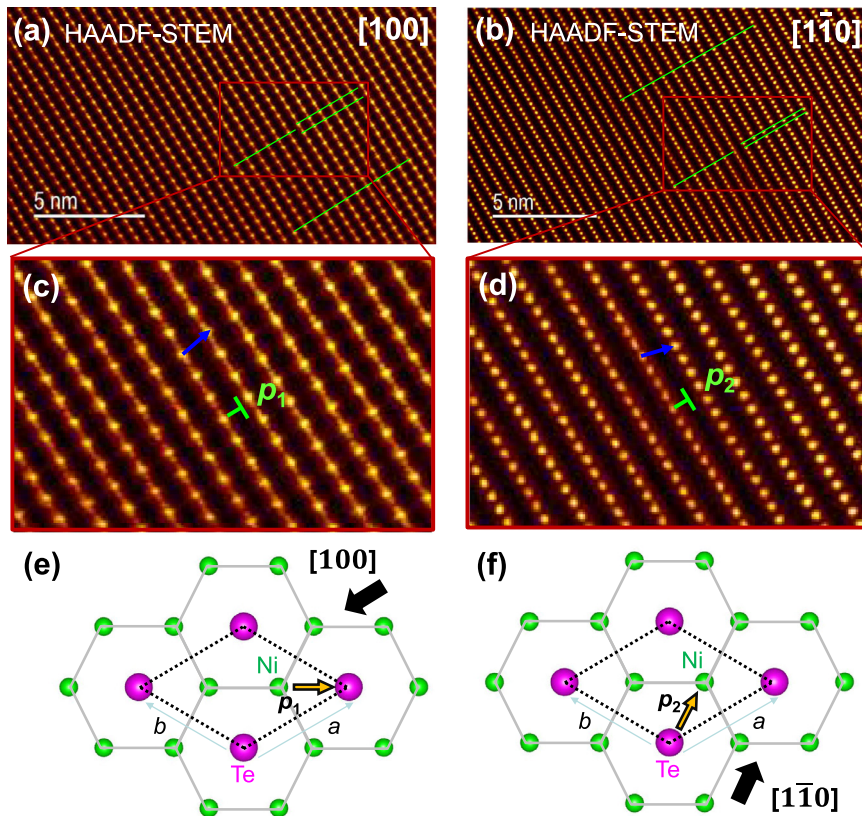 (a) HAADF-STEM [100]
5 nm
(b) HAADF-STEM [11̄0]
5 nm
(c)
p₁
(d)
p₂
(e)
[100]
Ni
p₁
b
a
Te
(f)
Ni
p₂
b
a
Te
[11̄0]